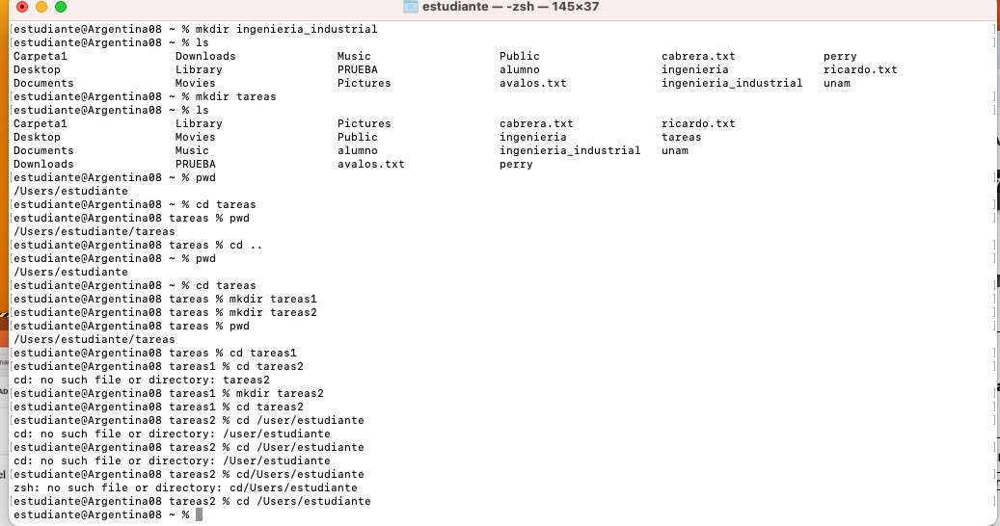 estudiante — -zsh — 145×37
[estudiante@Argentina08 ~ % mkdir ingenieria_industrial ]
[estudiante@Argentina08 ~ % ls ]
Carpeta1 Downloads Music Public cabrera.txt perry
Desktop Library PRUEBA alumno ingenieria ricardo.txt
Documents Movies Pictures avalos.txt ingenieria_industrial unam
[estudiante@Argentina08 ~ % mkdir tareas ]
[estudiante@Argentina08 ~ % ls ]
Carpeta1 Library Pictures cabrera.txt ricardo.txt
Desktop Movies Public ingenieria tareas
Documents Music alumno ingenieria_industrial unam
Downloads PRUEBA avalos.txt perry
[estudiante@Argentina08 ~ % pwd ]
/Users/estudiante
[estudiante@Argentina08 ~ % cd tareas ]
[estudiante@Argentina08 tareas % pwd ]
/Users/estudiante/tareas
[estudiante@Argentina08 tareas % cd .. ]
[estudiante@Argentina08 ~ % pwd ]
/Users/estudiante
[estudiante@Argentina08 ~ % cd tareas ]
[estudiante@Argentina08 tareas % mkdir tareas1 ]
[estudiante@Argentina08 tareas % mkdir tareas2 ]
[estudiante@Argentina08 tareas % pwd ]
/Users/estudiante/tareas
[estudiante@Argentina08 tareas % cd tareas1 ]
[estudiante@Argentina08 tareas1 % cd tareas2 ]
cd: no such file or directory: tareas2
[estudiante@Argentina08 tareas1 % mkdir tareas2 ]
[estudiante@Argentina08 tareas1 % cd tareas2 ]
[estudiante@Argentina08 tareas2 % cd /user/estudiante ]
cd: no such file or directory: /user/estudiante
[estudiante@Argentina08 tareas2 % cd /User/estudiante ]
cd: no such file or directory: /User/estudiante
[estudiante@Argentina08 tareas2 % cd/Users/estudiante ]
zsh: no such file or directory: cd/Users/estudiante
[estudiante@Argentina08 tareas2 % cd /Users/estudiante ]
estudiante@Argentina08 ~ %